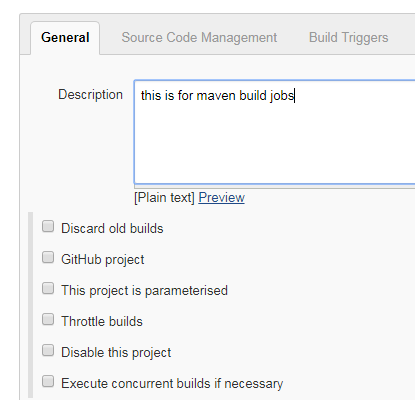 General Source Code Management Build Triggers
Description this is for maven build jobs
[Plain text] Preview
Discard old builds
GitHub project
This project is parameterised
Throttle builds
Disable this project
Execute concurrent builds if necessary